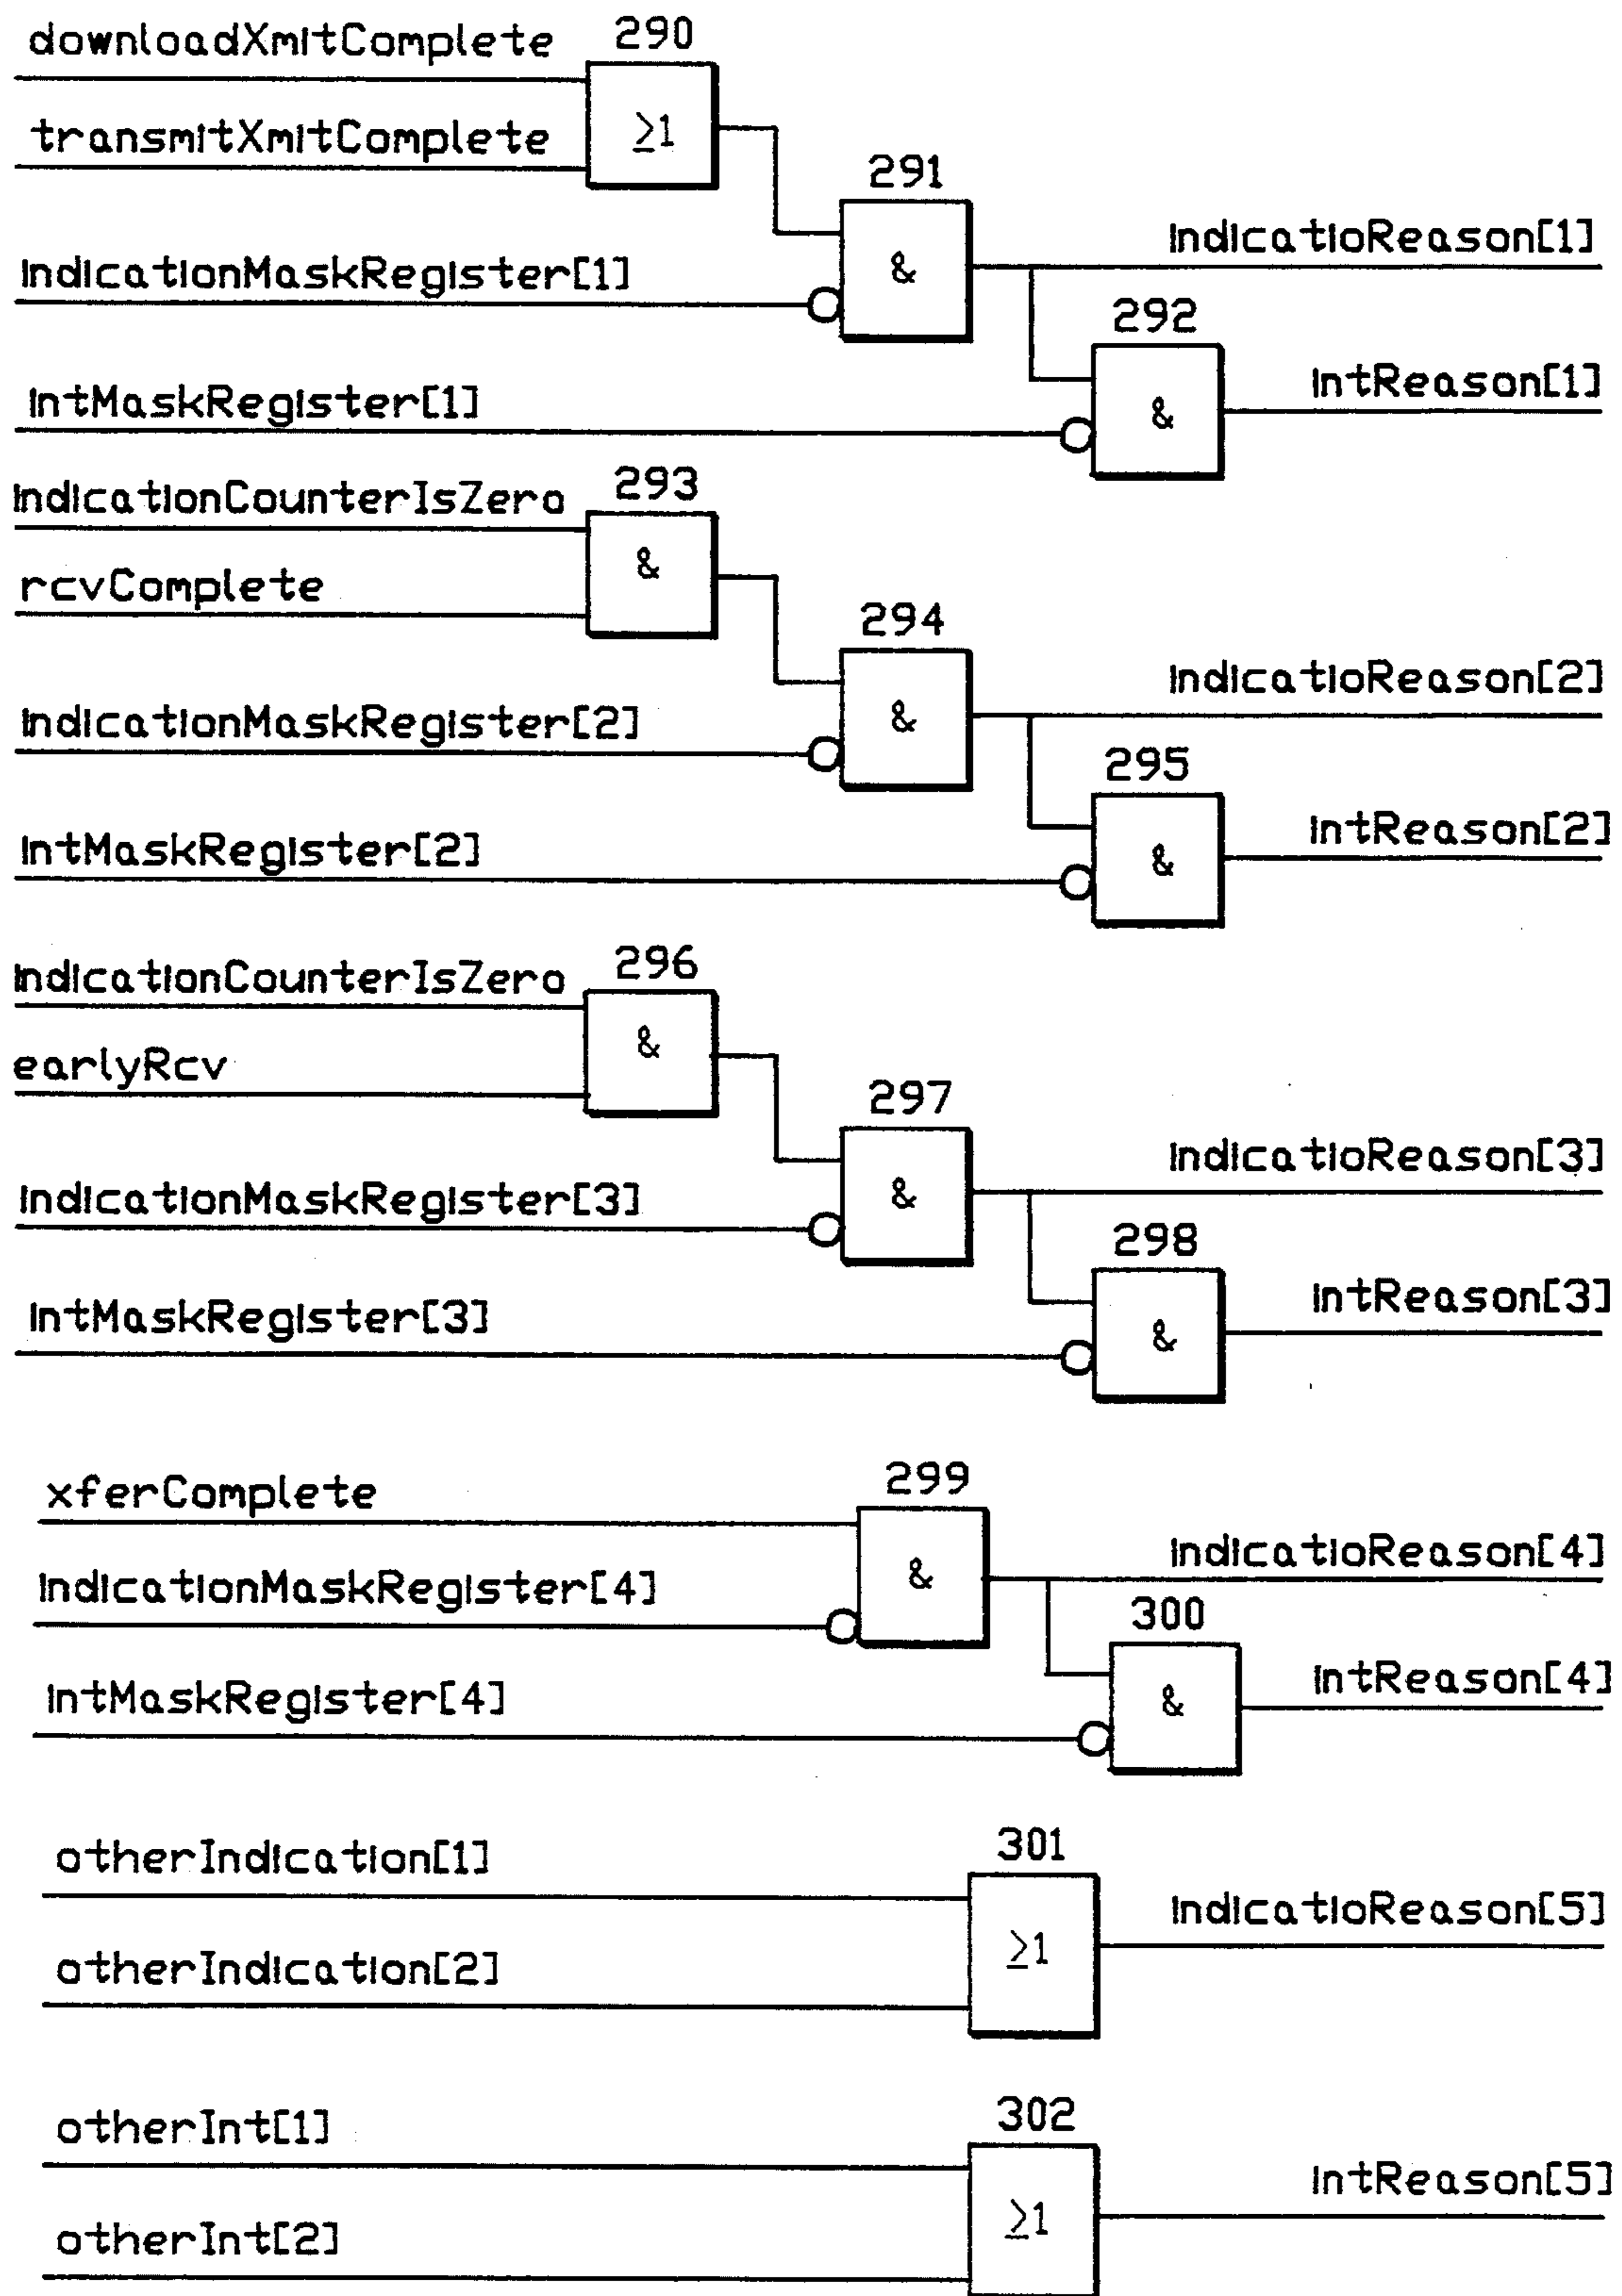 downloadXmitComplete
290
transmitXmitComplete
≥1
291
indicationMaskRegister[1]
&
indicatioReason[1]
292
intMaskRegister[1]
&
intReason[1]
indicationCounterIsZero
293
rcvComplete
&
294
indicationMaskRegister[2]
&
indicatioReason[2]
295
intMaskRegister[2]
&
intReason[2]
indicationCounterIsZero
296
earlyRcv
&
297
indicationMaskRegister[3]
&
indicatioReason[3]
298
intMaskRegister[3]
&
intReason[3]
xferComplete
299
indicationMaskRegister[4]
&
indicatioReason[4]
300
intMaskRegister[4]
&
intReason[4]
otherIndication[1]
301
otherIndication[2]
≥1
indicatioReason[5]
otherInt[1]
302
otherInt[2]
≥1
intReason[5]